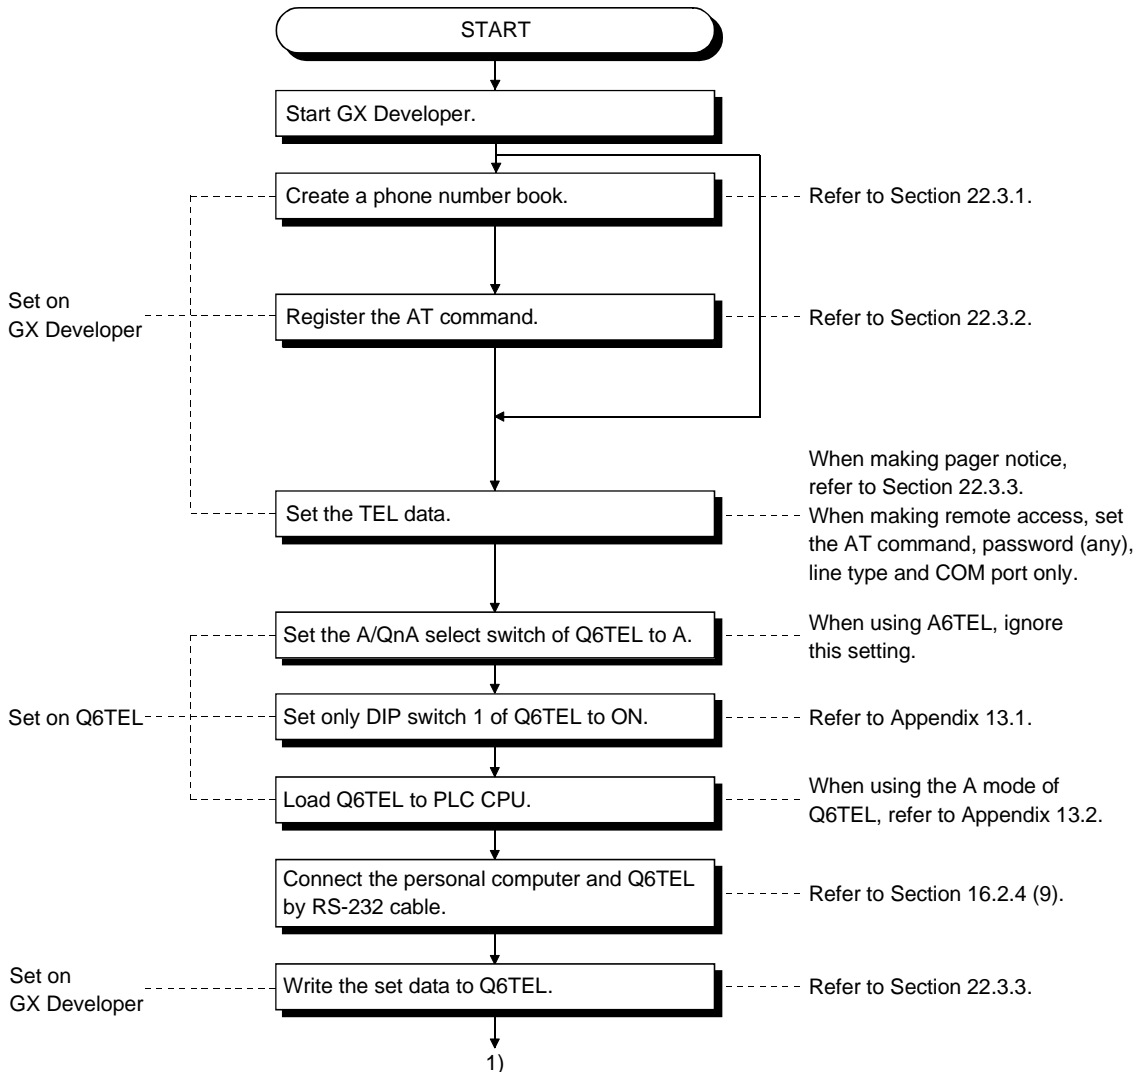 START
Start GX Developer.
Create a phone number book.
Refer to Section 22.3.1.
Set on
GX Developer
Register the AT command.
Refer to Section 22.3.2.
Set the TEL data.
When making pager notice,
refer to Section 22.3.3.
When making remote access, set
the AT command, password (any),
line type and COM port only.
Set the A/QnA select switch of Q6TEL to A.
When using A6TEL, ignore
this setting.
Set on Q6TEL
Set only DIP switch 1 of Q6TEL to ON.
Refer to Appendix 13.1.
Load Q6TEL to PLC CPU.
When using the A mode of
Q6TEL, refer to Appendix 13.2.
Connect the personal computer and Q6TEL
by RS-232 cable.
Refer to Section 16.2.4 (9).
Set on
GX Developer
Write the set data to Q6TEL.
Refer to Section 22.3.3.
1)